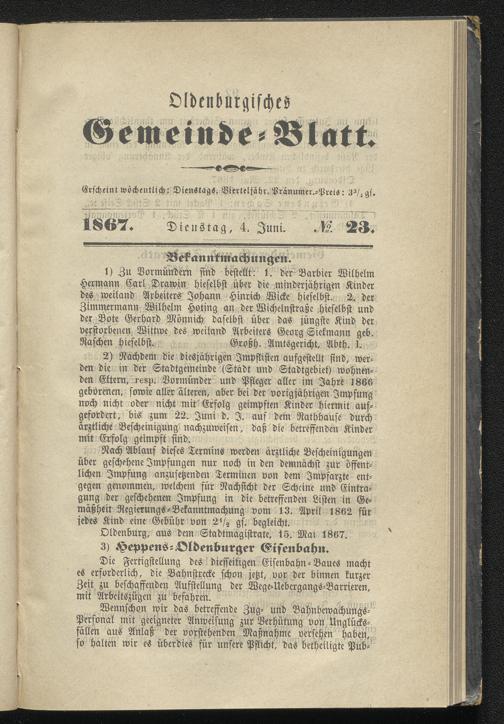 Oldenburgisches
Gemeinde-Blatt.
Erscheint wöchentlich: Dienstags. Vierteljähr. Pränumer.-Preis: 3³/₄ gs.
1867. Dienstag, 4. Juni. № 23.
Bekanntmachungen.
1) Zu Vormündern sind bestellt: 1. der Barbier Wilhelm
Hermann Carl Drawin hieselbst über die minderjährigen Kinder
des weiland Arbeiters Johann Hinrich Wicke hieselbst. 2. der
Zimmermann Wilhelm Hoting an der Wichelnstraße hieselbst und
der Bote Gerhard Mönnich daselbst über das jüngste Kind der
verstorbenen Wittwe des weiland Arbeiters Georg Siekmann geb.
Raschen hieselbst. Großh. Amtsgericht, Abth. I.
2) Nachdem die diesjährigen Impflisten aufgestellt sind, wer-
den die in der Stadtgemeinde (Stadt und Stadtgebiet) wohnen-
den Eltern, resp. Vormünder und Pfleger aller im Jahre 1866
geborenen, sowie aller älteren, aber bei der vorigjährigen Impfung
noch nicht oder nicht mit Erfolg geimpften Kinder hiermit auf-
gefordert, bis zum 22. Juni d. J. auf dem Rathhause durch
ärztliche Bescheinigung nachzuweisen, daß die betreffenden Kinder
mit Erfolg geimpft sind.
Nach Ablauf dieses Termins werden ärztliche Bescheinigungen
über geschehene Impfungen nur noch in den demnächst zur öffent-
lichen Impfung anzusetzenden Terminen von dem Impfarzte ent-
gegen genommen, welchem für Nachsicht der Scheine und Eintra-
gung der geschehenen Impfung in die betreffenden Listen in Ge-
mäßheit Regierungs-Bekanntmachung vom 13. April 1862 für
jedes Kind eine Gebühr von 2¹/₂ gs. begleicht.
Oldenburg, aus dem Stadtmagistrate, 15. Mai 1867.
3) Heppens-Oldenburger Eisenbahn.
Die Fertigstellung des diesseitigen Eisenbahn-Baues macht
es erforderlich, die Bahnstrecke schon jetzt, vor der binnen kurzer
Zeit zu beschaffenden Aufstellung der Wege-Uebergangs-Barrieren,
mit Arbeitszügen zu befahren.
Wennschon wir das betreffende Zug- und Bahnbewachungs-
Personal mit geeigneter Anweisung zur Verhütung von Unglücks-
fällen aus Anlaß der vorstehenden Maßnahme versehen haben,
so halten wir es überdies für unsere Pflicht, das betheiligte Pub-